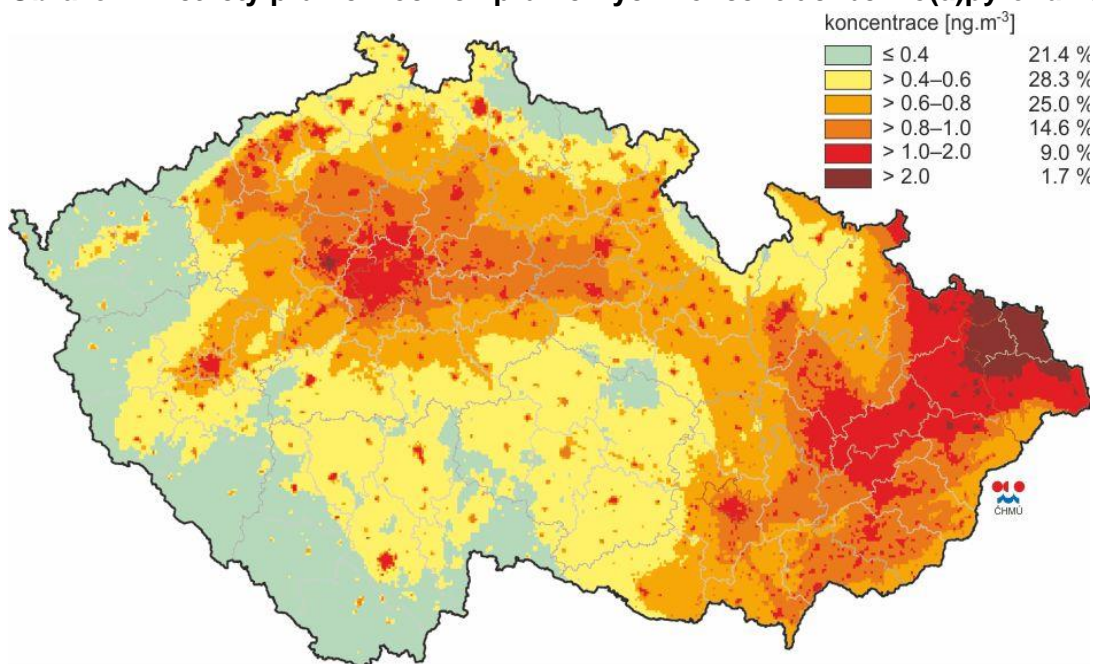 koncentrace [ng.m⁻³]
≤ 0.4 21.4 %
> 0.4–0.6 28.3 %
> 0.6–0.8 25.0 %
> 0.8–1.0 14.6 %
> 1.0–2.0 9.0 %
> 2.0 1.7 %
ČHMÚ